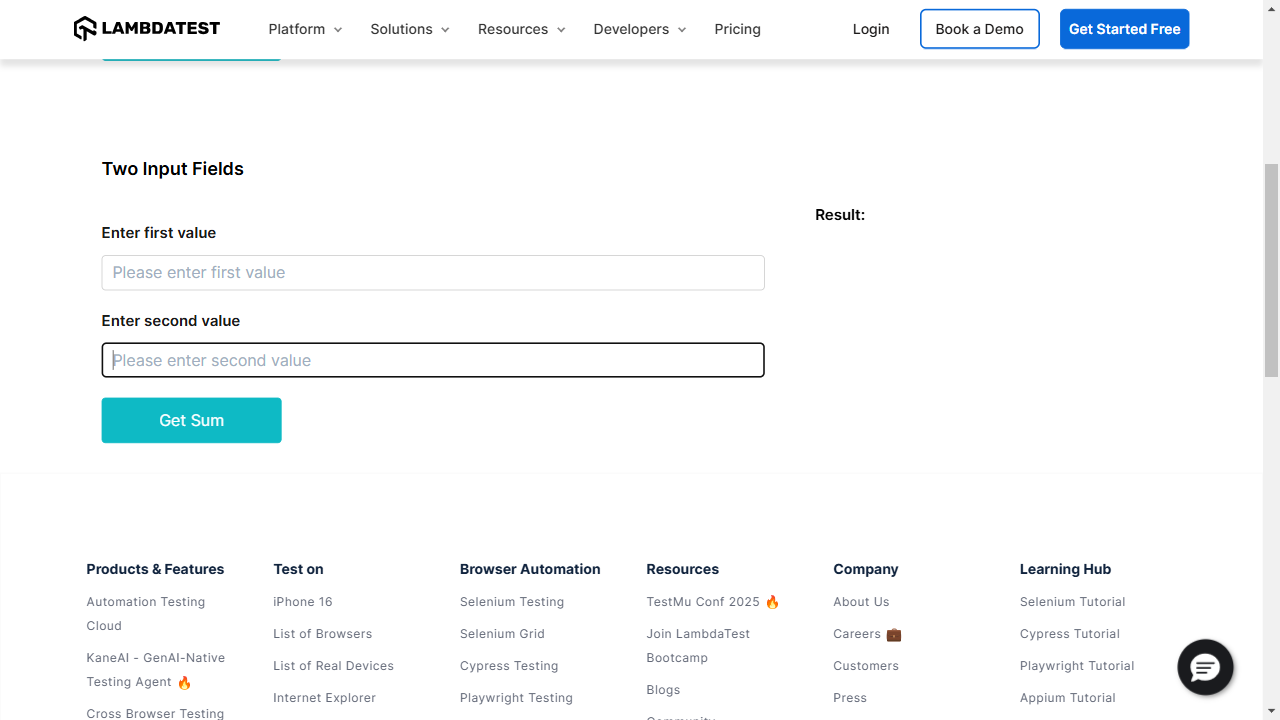 LAMBDATEST
Platform
Solutions
Resources
Developers
Pricing
Login
Book a Demo
Get Started Free
Two Input Fields
Result:
Enter first value
Please enter first value
Enter second value
Please enter second value
Get Sum
Products & Features
Automation Testing
Cloud
KaneAI - GenAI-Native
Testing Agent 🔥
Cross Browser Testing
Test on
iPhone 16
List of Browsers
List of Real Devices
Internet Explorer
Browser Automation
Selenium Testing
Selenium Grid
Cypress Testing
Playwright Testing
Resources
TestMu Conf 2025 🔥
Join LambdaTest
Bootcamp
Blogs
Community
Company
About Us
Careers 💼
Customers
Press
Learning Hub
Selenium Tutorial
Cypress Tutorial
Playwright Tutorial
Appium Tutorial